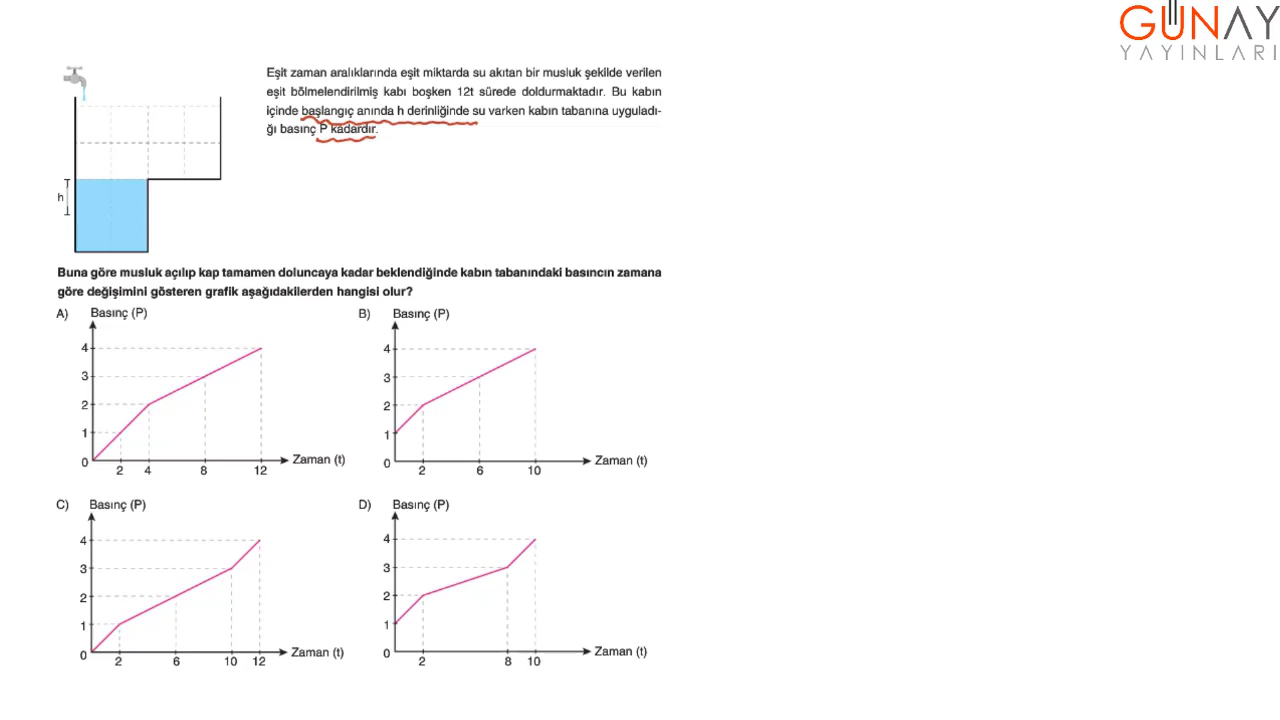 GÜNAY
YAYINLARI
Eşit zaman aralıklarında eşit miktarda su akıtan bir musluk şekilde verilen
eşit bölmelendirilmiş kabı boşken 12t sürede doldurmaktadır. Bu kabın
içinde başlangıç anında h derinliğinde su varken kabın tabanına uyguladı-
ğı basınç P kadardır.
h
Buna göre musluk açılıp kap tamamen doluncaya kadar beklendiğinde kabın tabanındaki basıncın zamana
göre değişimini gösteren grafik aşağıdakilerden hangisi olur?
A) Basınç (P)
4
3
2
1
0
2 4 8 12
Zaman (t)
B) Basınç (P)
4
3
2
1
0
2 6 10
Zaman (t)
C) Basınç (P)
4
3
2
1
0
2 6 10 12
Zaman (t)
D) Basınç (P)
4
3
2
1
0
2 8 10
Zaman (t)